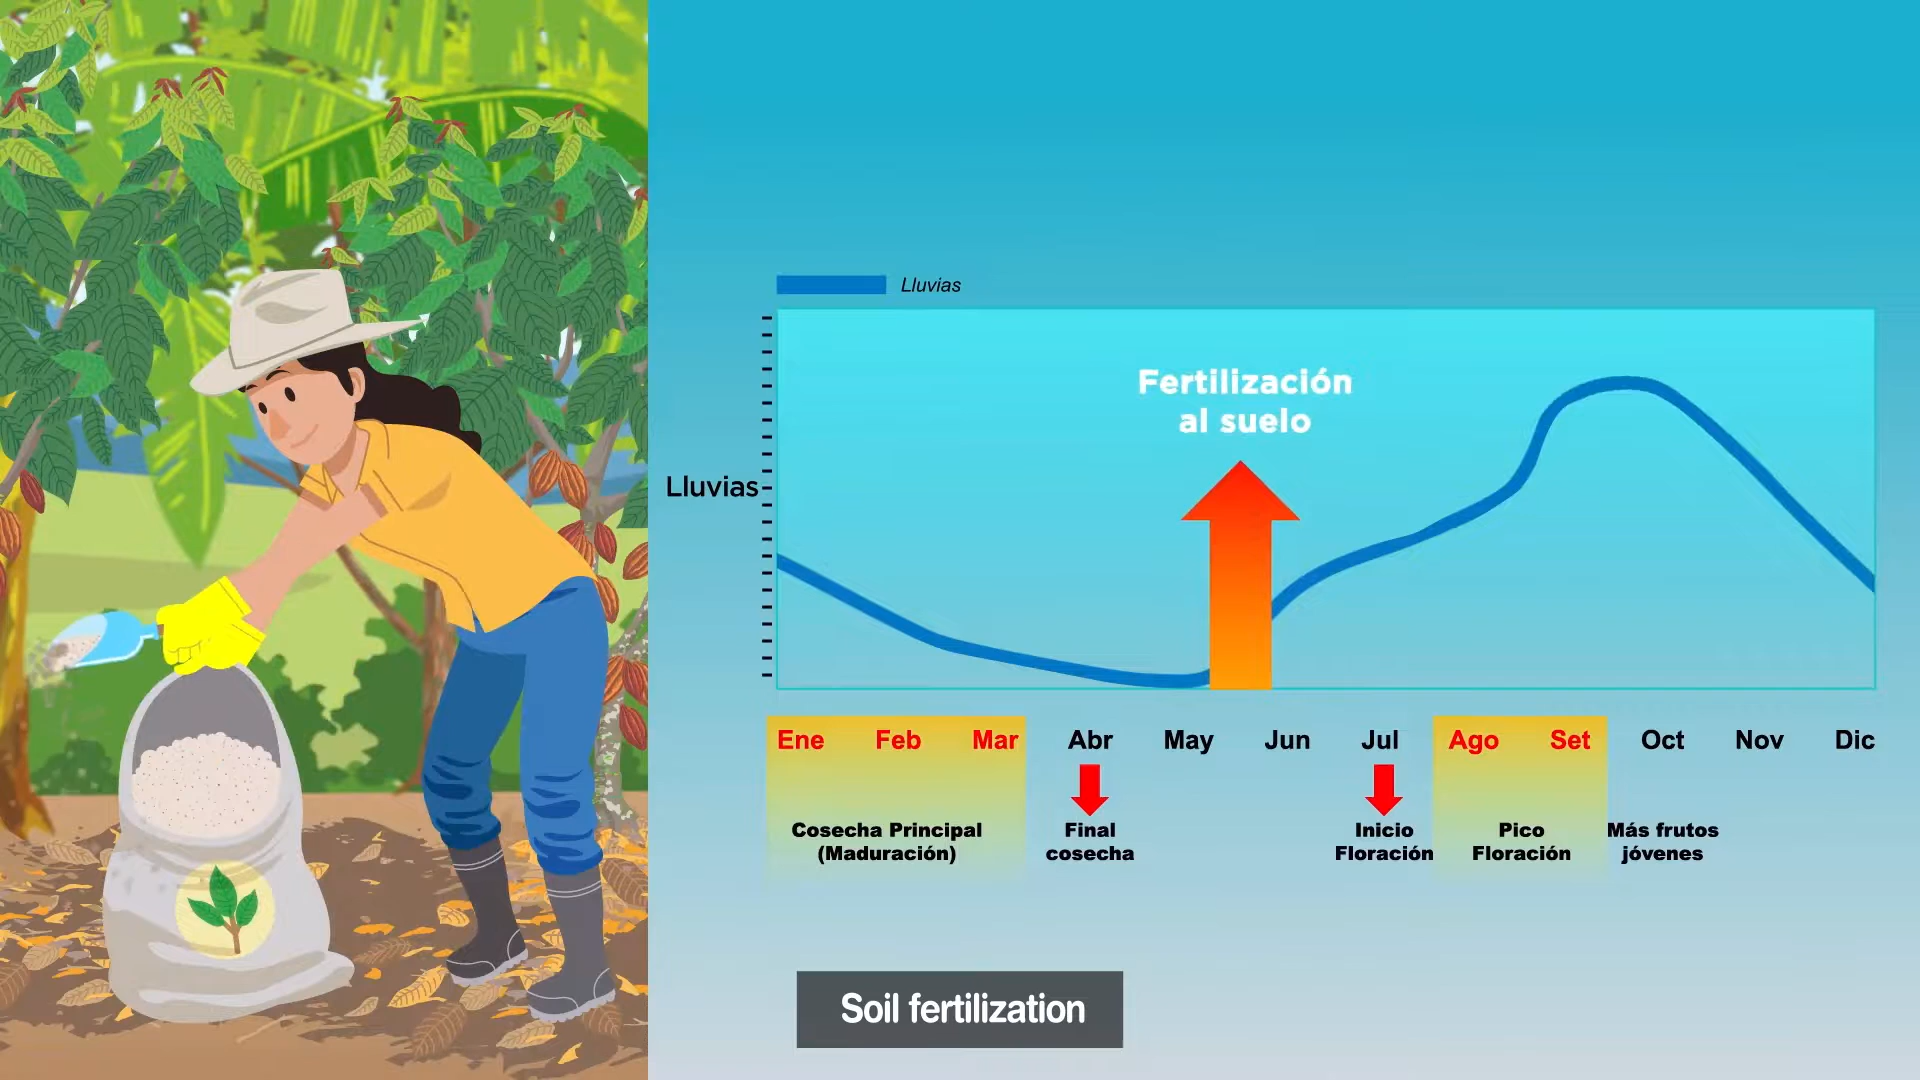 Lluvias
Fertilización
al suelo
Lluvias
Ene Feb Mar Abr May Jun Jul Ago Set Oct Nov Dic
Cosecha Principal
(Maduración)
Final
cosecha
Inicio
Floración
Pico
Floración
Más frutos
jóvenes
Soil fertilization